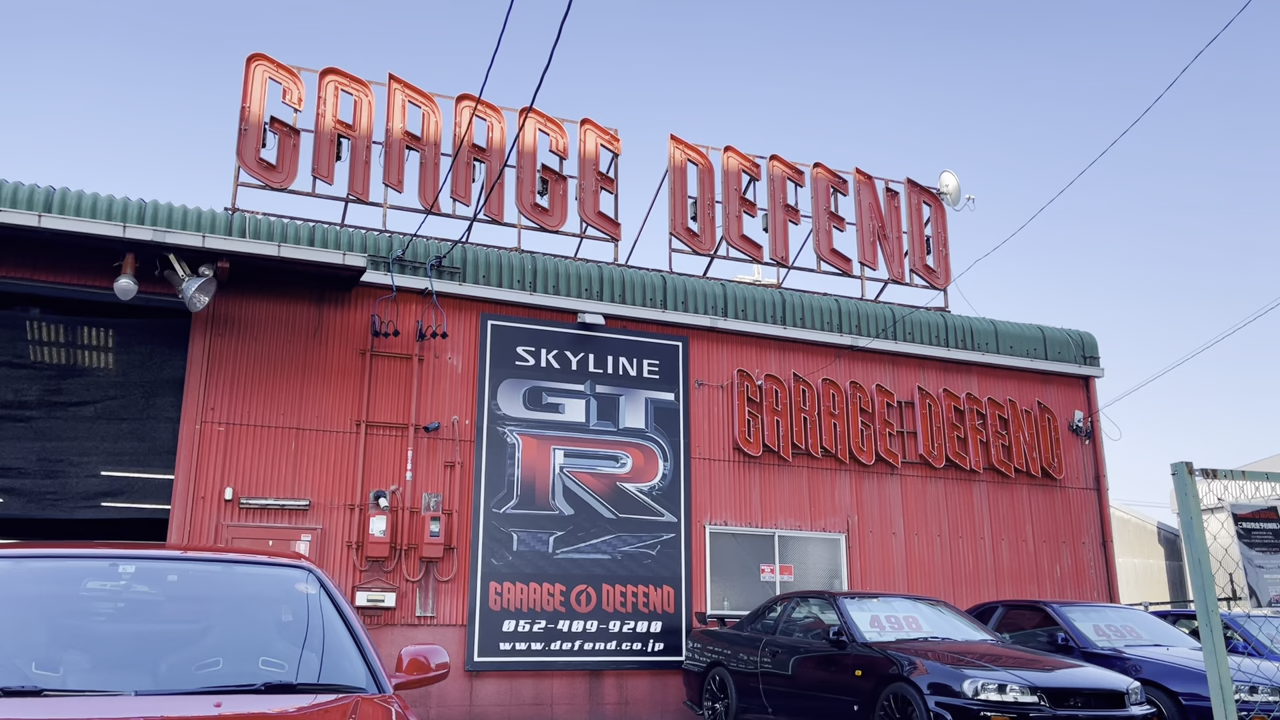 GARAGE DEFEND
GARAGE DEFEND
SKYLINE
GT
R
GARAGE DEFEND
052-409-9200
www.defend.co.jp
498
498